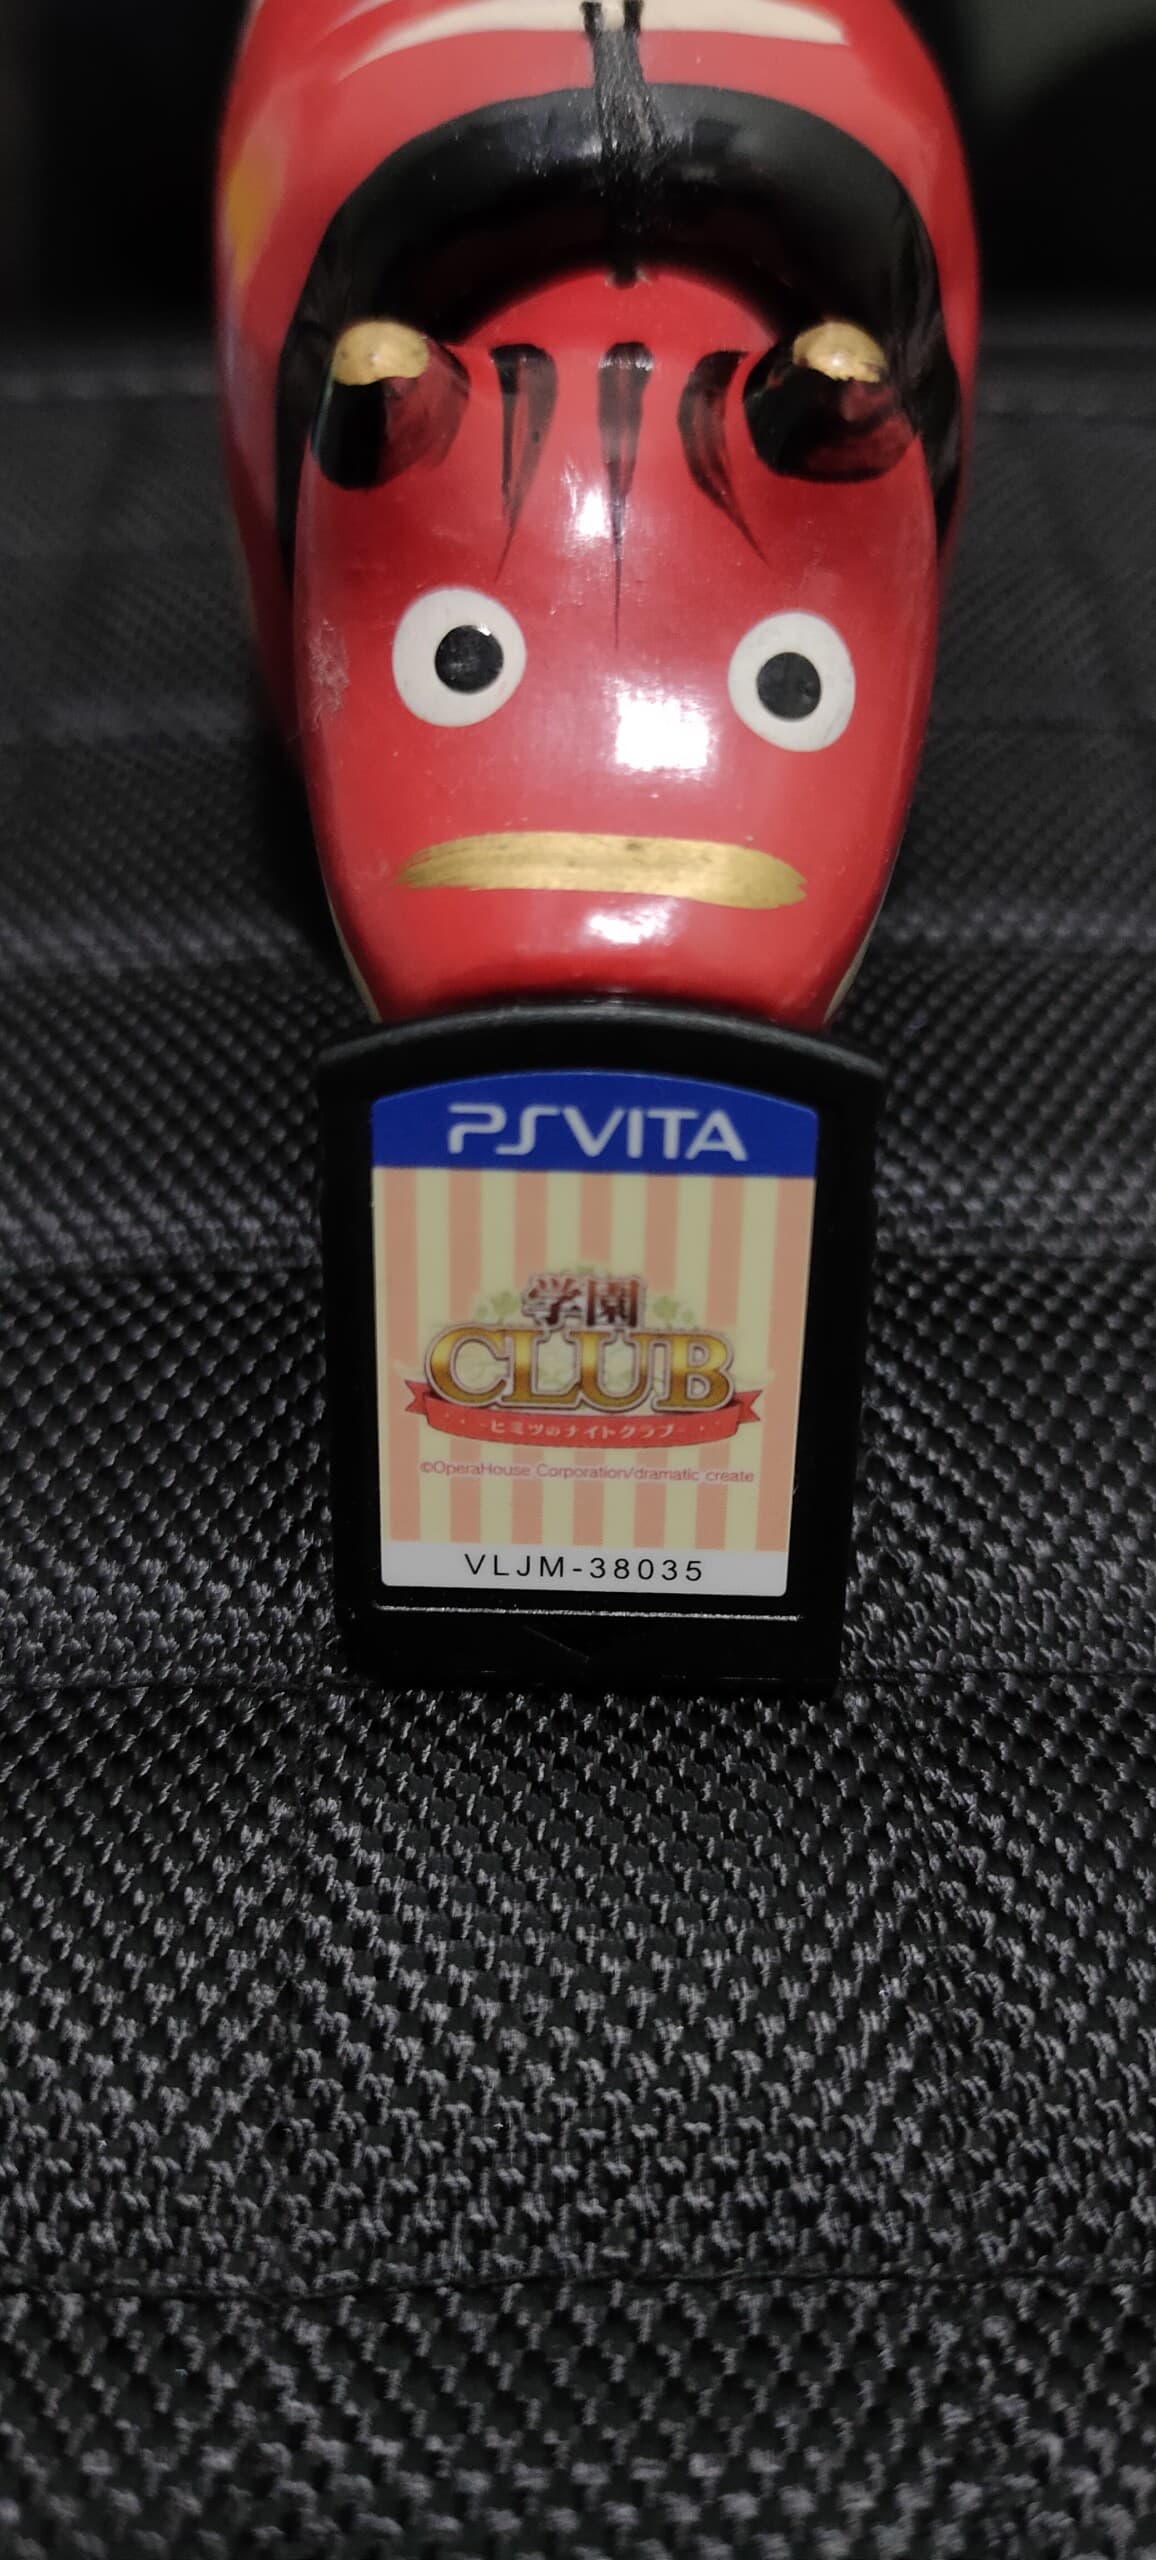 PSVITA
学園
CLUB
-ヒミツのナイトクラブ-
©OperaHouse Corporation/dramatic create
VLJM-38035